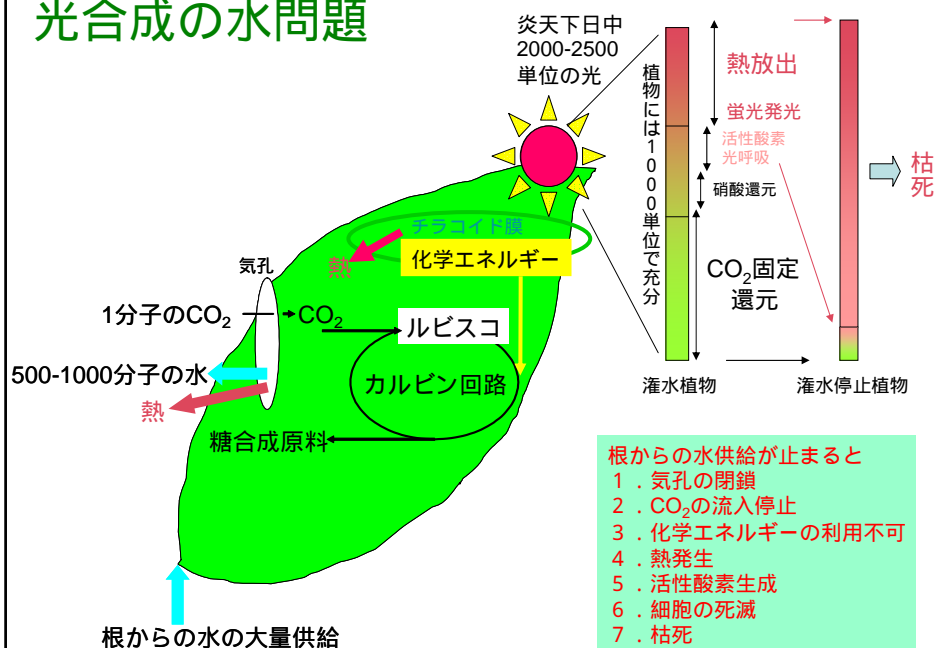 光合成の水問題
炎天下日中
2000-2500
単位の光
植物には1000単位で充分
熱放出
蛍光発光
活性酸素
光呼吸
硝酸還元
CO₂固定
還元
枯死
灌水植物
灌水停止植物
チラコイド膜
熱
化学エネルギー
気孔
1分子のCO₂
CO₂
ルビスコ
500-1000分子の水
カルビン回路
熱
糖合成原料
根からの水の大量供給
根からの水供給が止まると
1．気孔の閉鎖
2．CO₂の流入停止
3．化学エネルギーの利用不可
4．熱発生
5．活性酸素生成
6．細胞の死滅
7．枯死